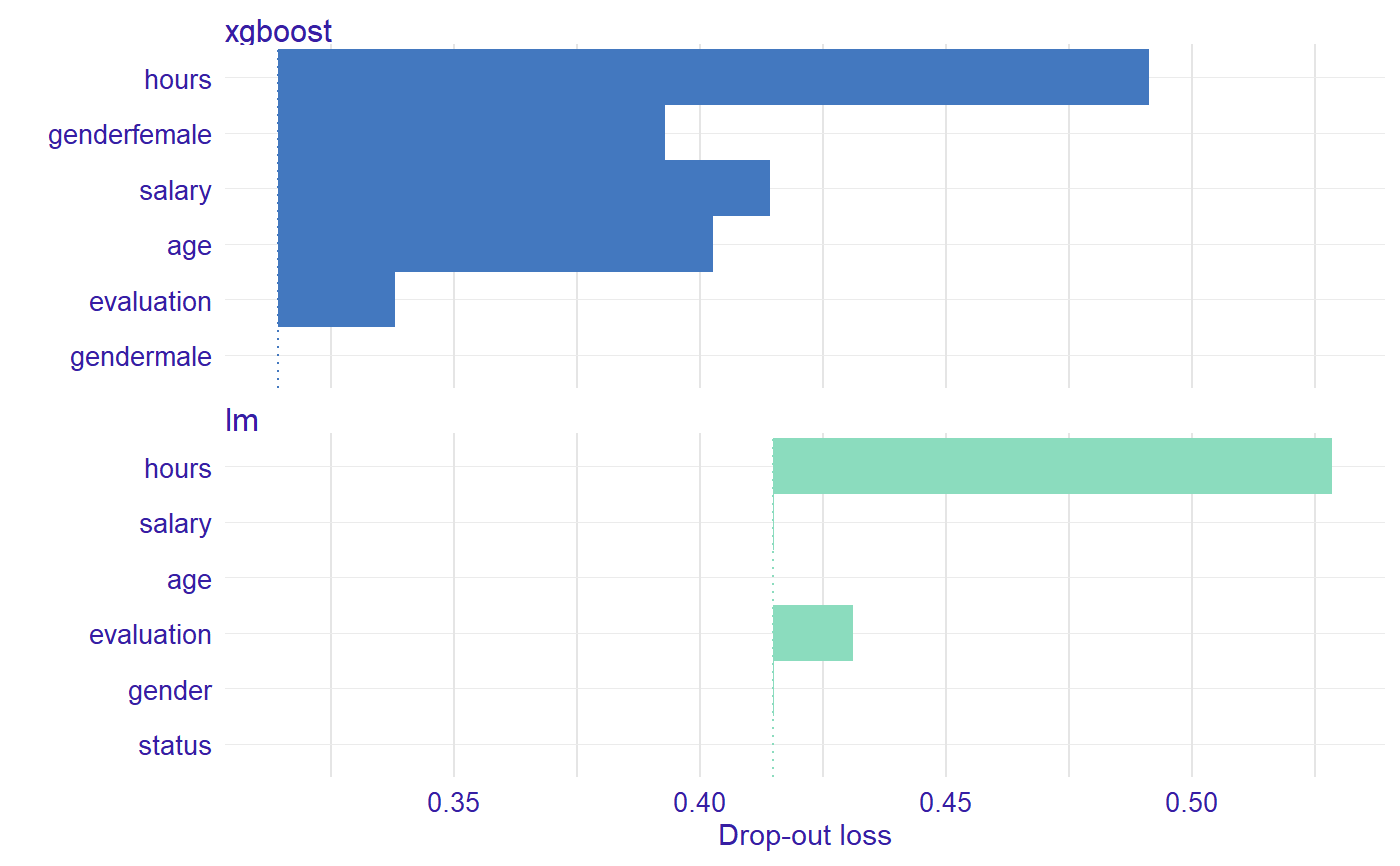 xgboost
hours
genderfemale
salary
age
evaluation
gendermale
lm
hours
salary
age
evaluation
gender
status
0.35 0.40 0.45 0.50
Drop-out loss